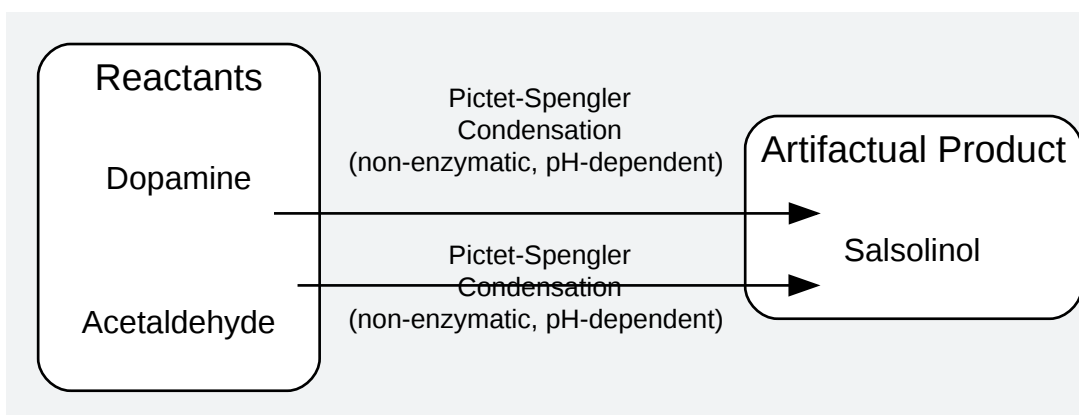 Reactants
Dopamine
Acetaldehyde
Pictet-Spengler
Condensation
(non-enzymatic, pH-dependent)
Pictet-Spengler
Condensation
(non-enzymatic, pH-dependent)
Artifactual Product
Salsolinol